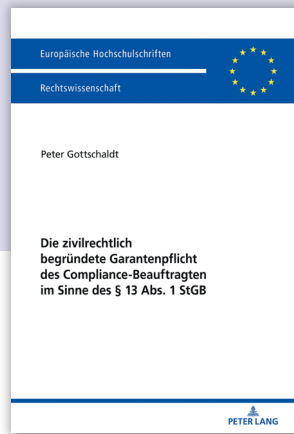 Europäische Hochschulschriften
Rechtswissenschaft
Peter Gottschaldt
Die zivilrechtlich
begründete Garantenpflicht
des Compliance-Beauftragten
im Sinne des § 13 Abs. 1 StGB
PETER LANG